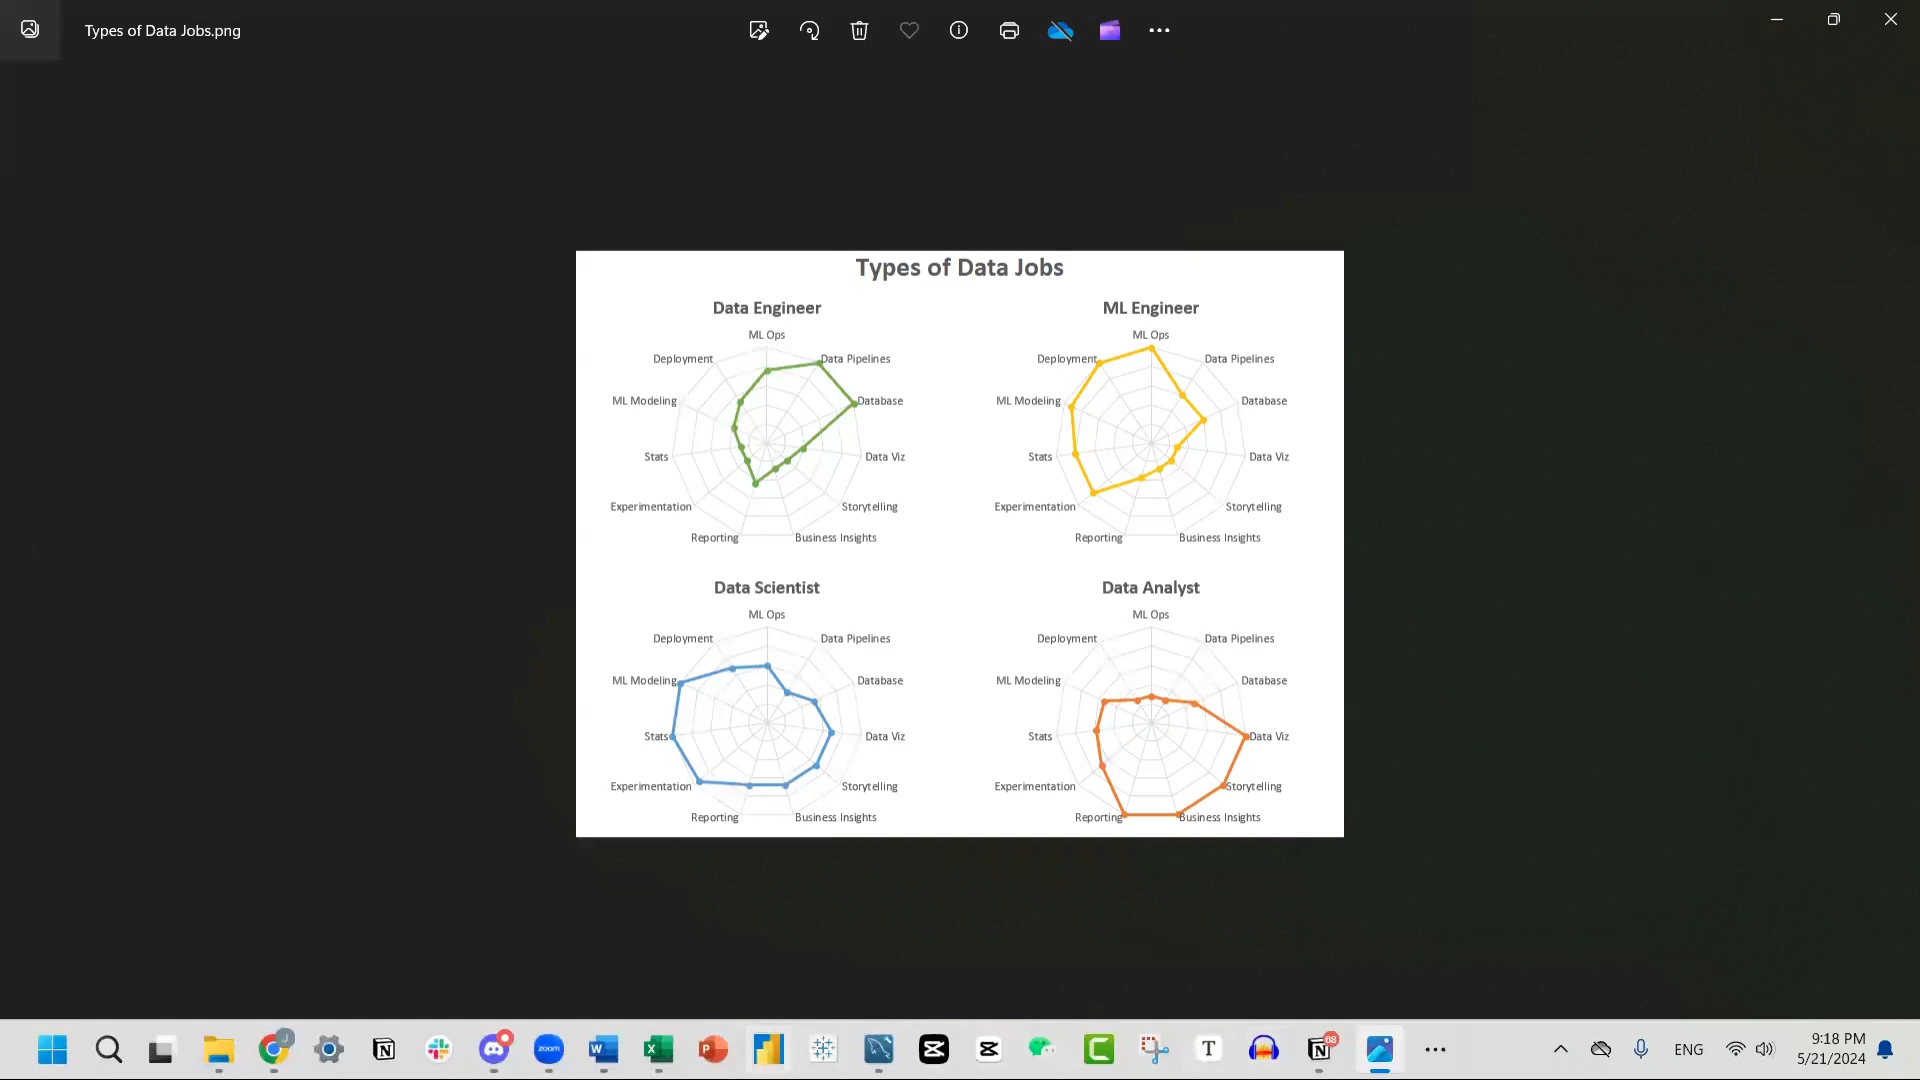 Types of Data Jobs.png
Types of Data Jobs
Data Engineer
ML Ops
Deployment
Data Pipelines
ML Modeling
Database
Stats
Data Viz
Experimentation
Storytelling
Reporting
Business Insights
ML Engineer
ML Ops
Deployment
Data Pipelines
ML Modeling
Database
Stats
Data Viz
Experimentation
Storytelling
Reporting
Business Insights
Data Scientist
ML Ops
Deployment
Data Pipelines
ML Modeling
Database
Stats
Data Viz
Experimentation
Storytelling
Reporting
Business Insights
Data Analyst
ML Ops
Deployment
Data Pipelines
ML Modeling
Database
Stats
Data Viz
Experimentation
Storytelling
Reporting
Business Insights
J
zoom
W
X
P
T
68
ENG
9:18 PM
5/21/2024